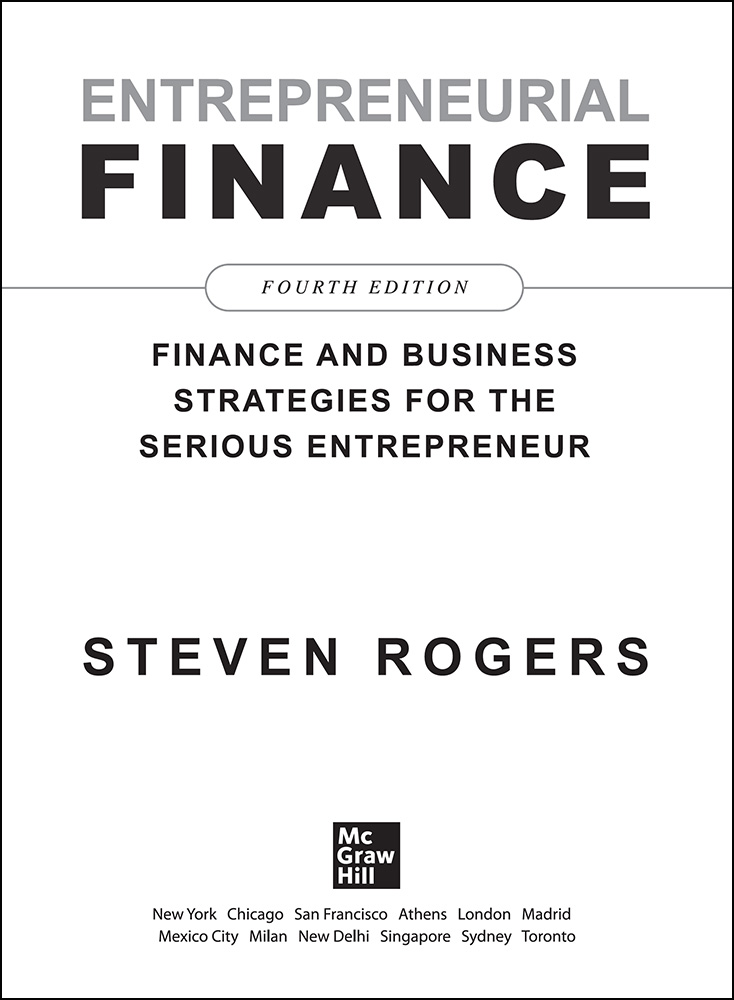 ENTREPRENEURIAL
FINANCE
FOURTH EDITION
FINANCE AND BUSINESS
STRATEGIES FOR THE
SERIOUS ENTREPRENEUR
STEVEN ROGERS
Mc
Graw
Hill
New York Chicago San Francisco Athens London Madrid
Mexico City Milan New Delhi Singapore Sydney Toronto